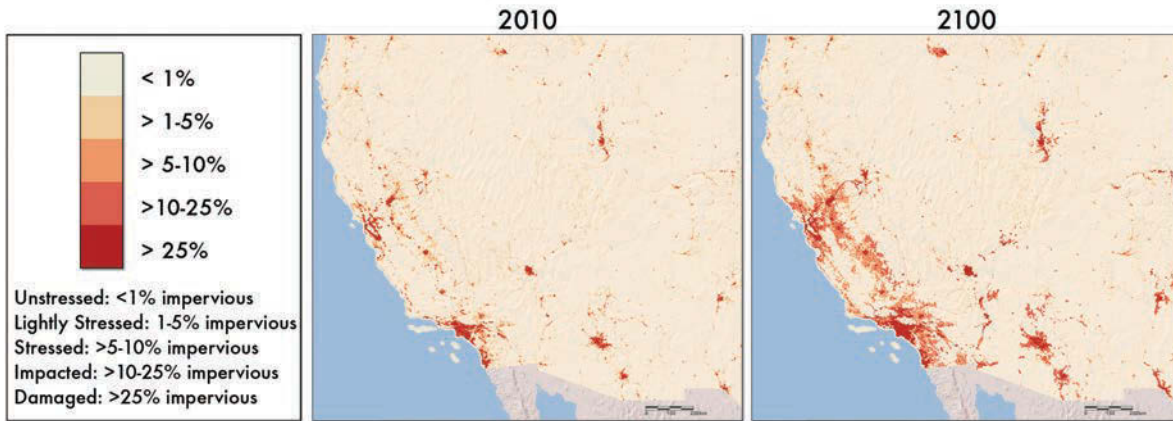 2010
2100
< 1%
> 1-5%
> 5-10%
>10-25%
> 25%
Unstressed: <1% impervious
Lightly Stressed: 1-5% impervious
Stressed: >5-10% impervious
Impacted: >10-25% impervious
Damaged: >25% impervious